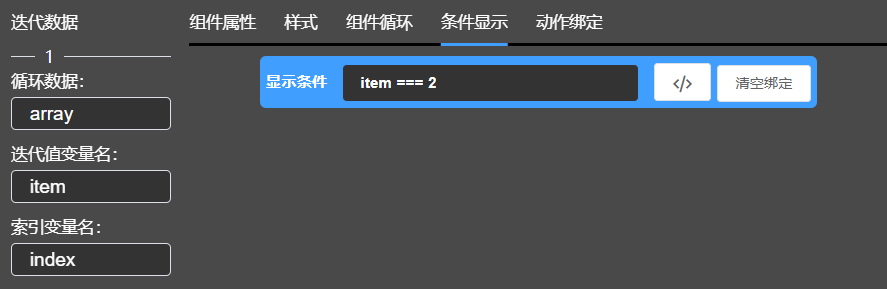 迭代数据
1
循环数据：
array
迭代值变量名：
item
索引变量名：
index
组件属性 样式 组件循环 条件显示 动作绑定
显示条件 item === 2 </> 清空绑定